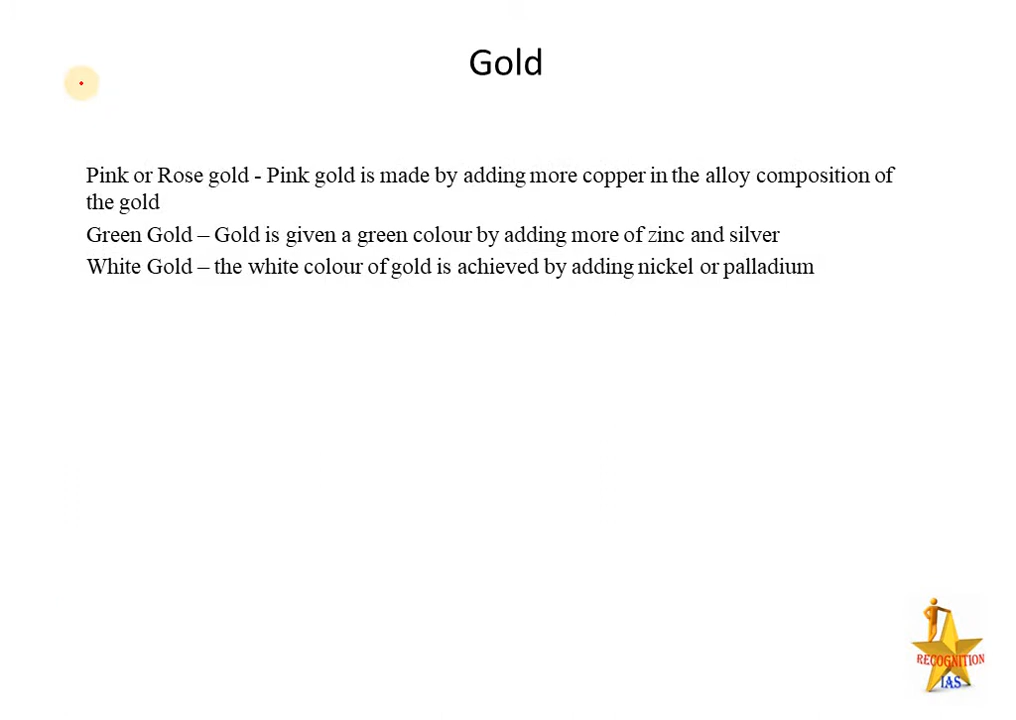 Gold
Pink or Rose gold - Pink gold is made by adding more copper in the alloy composition of
the gold
Green Gold – Gold is given a green colour by adding more of zinc and silver
White Gold – the white colour of gold is achieved by adding nickel or palladium
RECOGNITION
IAS